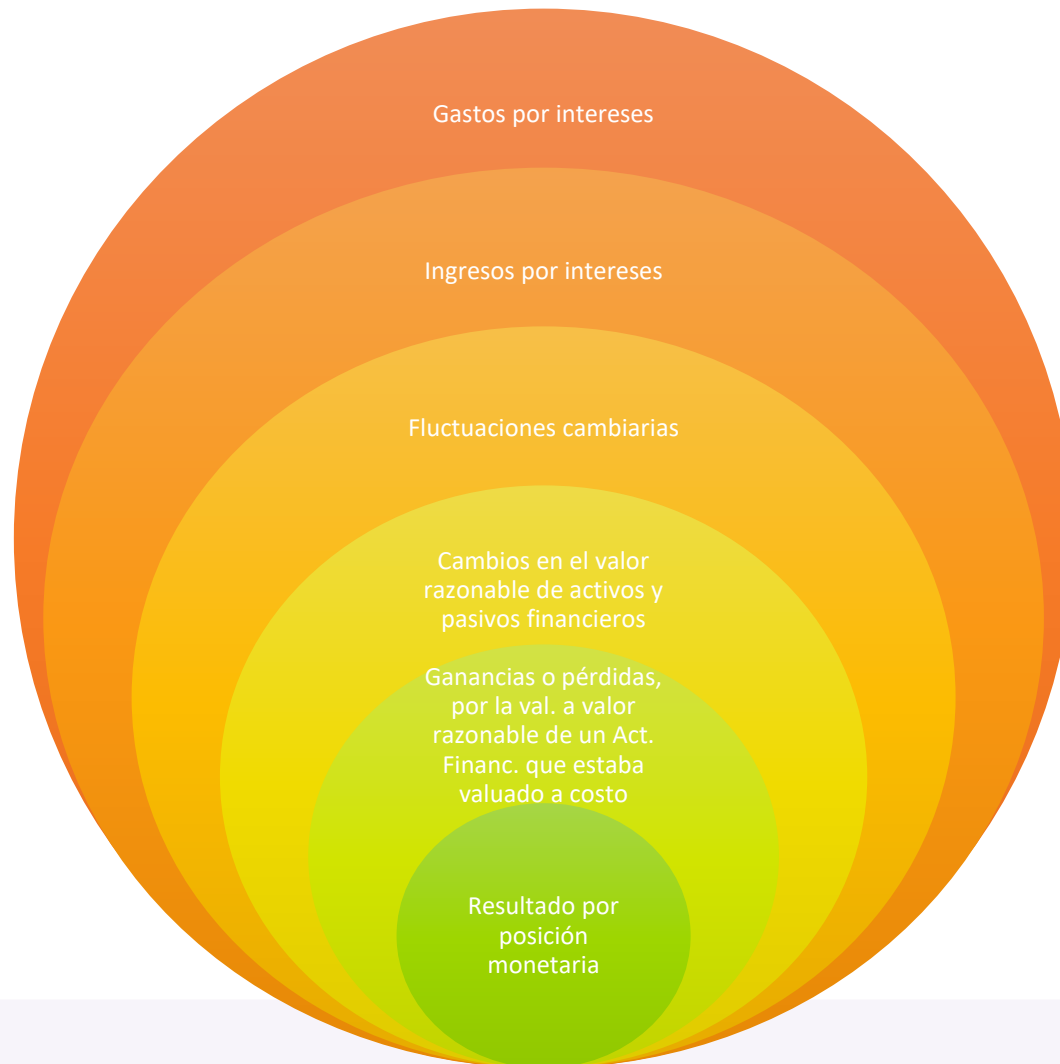 Gastos por intereses
Ingresos por intereses
Fluctuaciones cambiarias
Cambios en el valor
razonable de activos y
pasivos financieros
Ganancias o pérdidas,
por la val. a valor
razonable de un Act.
Financ. que estaba
valuado a costo
Resultado por
posición
monetaria